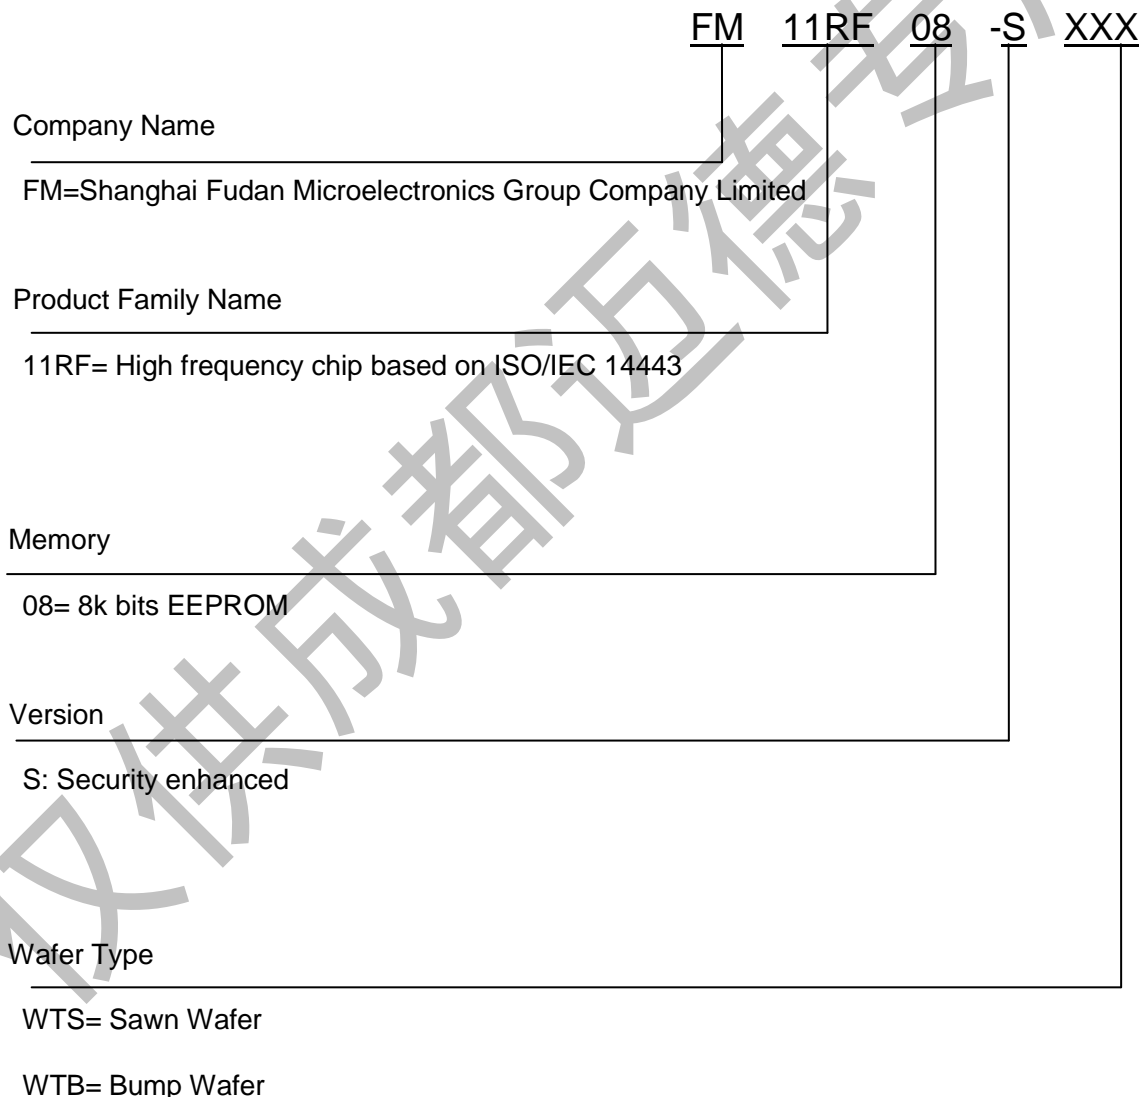 FM 11RF 08 -S XXX
Company Name
FM=Shanghai Fudan Microelectronics Group Company Limited
Product Family Name
11RF= High frequency chip based on ISO/IEC 14443
Memory
08= 8k bits EEPROM
Version
S: Security enhanced
Wafer Type
WTS= Sawn Wafer
WTB= Bump Wafer
仅供成都迈德专